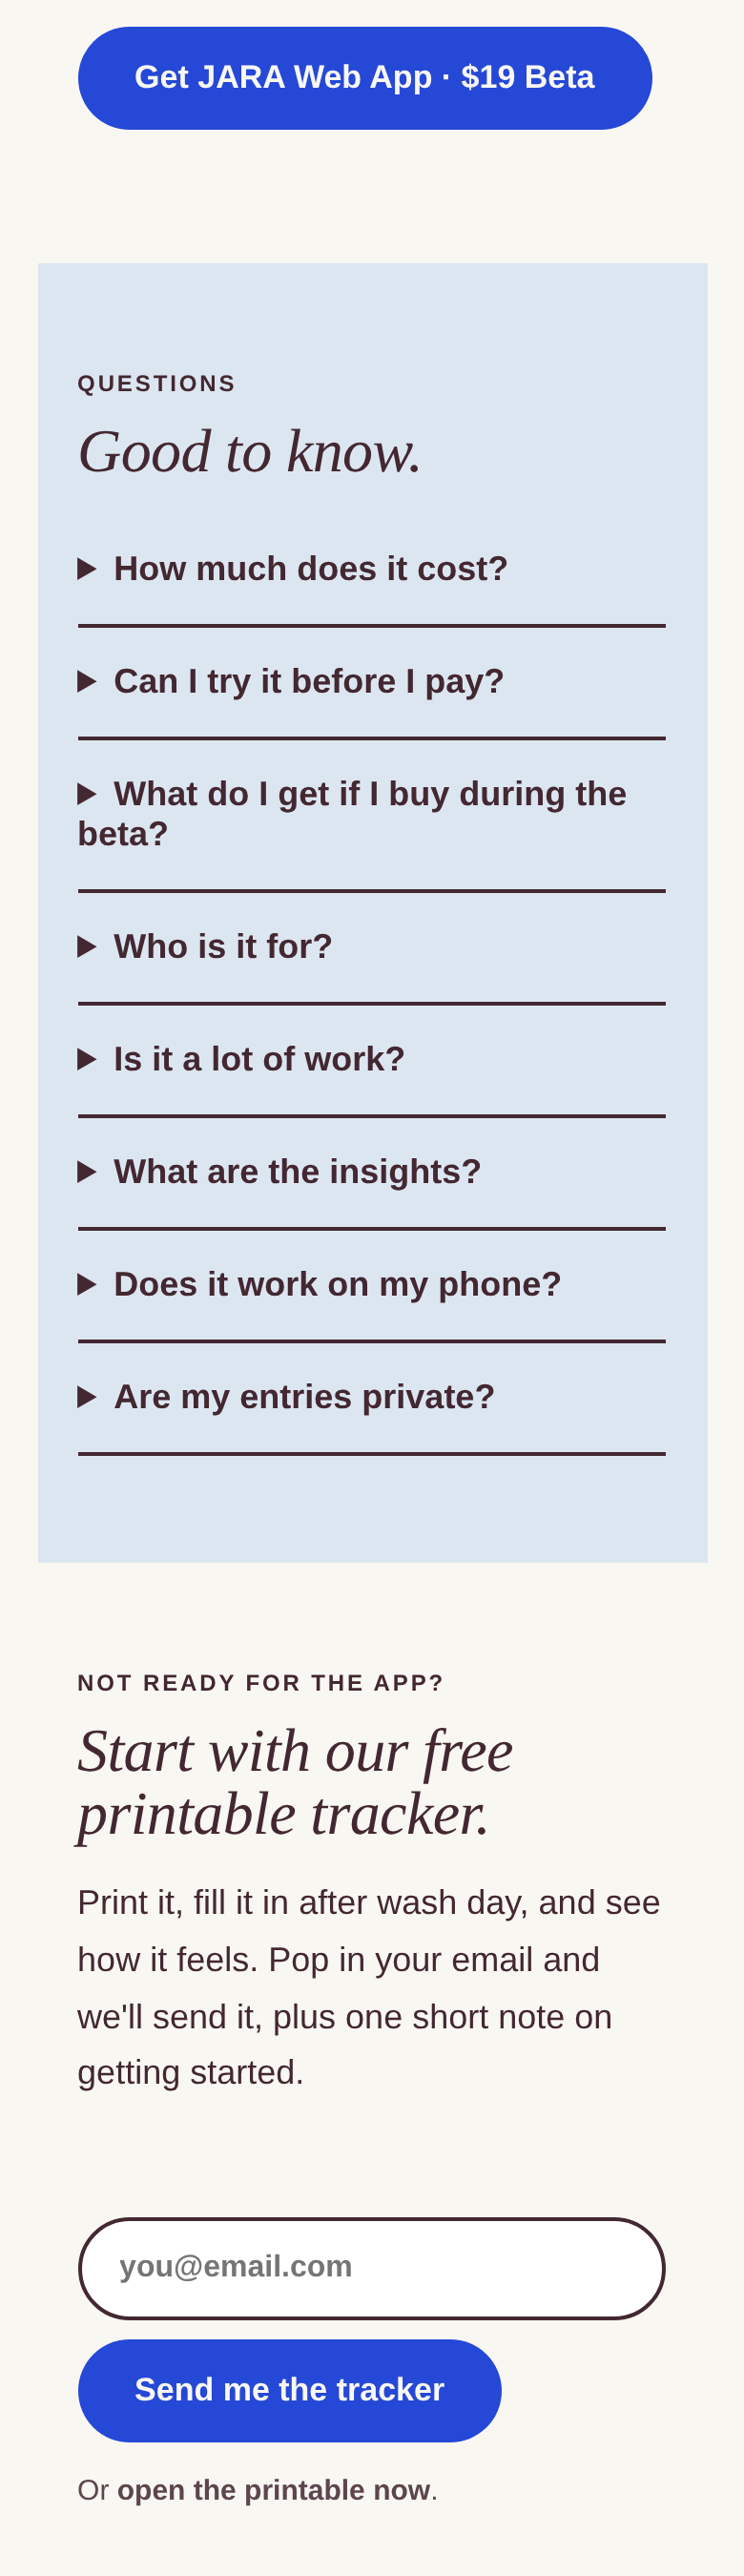 Get JARA Web App · $19 Beta
QUESTIONS
Good to know.
How much does it cost?
Can I try it before I pay?
What do I get if I buy during the
beta?
Who is it for?
Is it a lot of work?
What are the insights?
Does it work on my phone?
Are my entries private?
NOT READY FOR THE APP?
Start with our free
printable tracker.
Print it, fill it in after wash day, and see
how it feels. Pop in your email and
we'll send it, plus one short note on
getting started.
you@email.com
Send me the tracker
Or open the printable now.